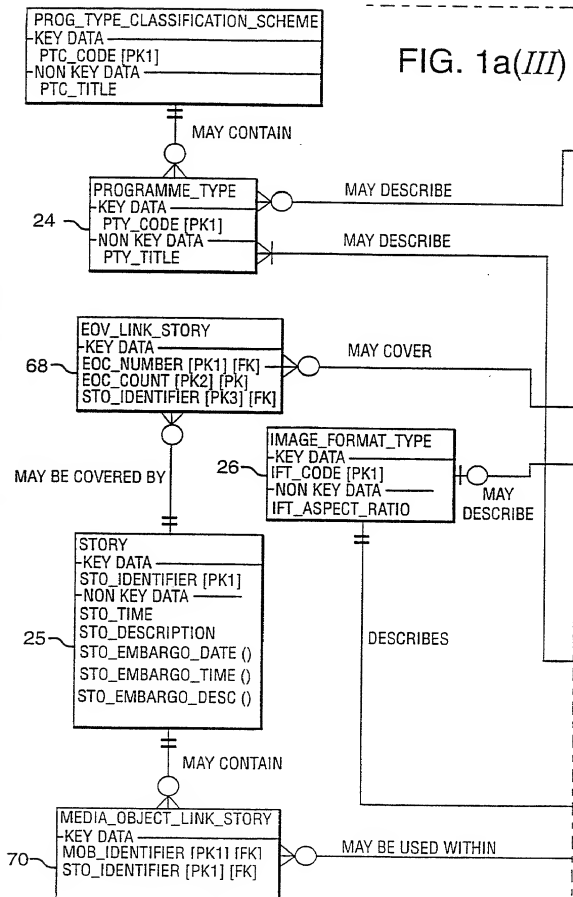 PROG_TYPE_CLASSIFICATION_SCHEME
KEY DATA
PTC_CODE [PK1]
NON KEY DATA
PTC_TITLE
FIG. 1a(III)
MAY CONTAIN
PROGRAMME_TYPE
KEY DATA
PTY_CODE [PK1]
NON KEY DATA
PTY_TITLE
24
MAY DESCRIBE
MAY DESCRIBE
EOV_LINK_STORY
KEY DATA
EOC_NUMBER [PK1] [FK]
EOC_COUNT [PK2] [PK]
STO_IDENTIFIER [PK3] [FK]
68
MAY COVER
MAY BE COVERED BY
IMAGE_FORMAT_TYPE
KEY DATA
IFT_CODE [PK1]
NON KEY DATA
IFT_ASPECT_RATIO
26
MAY
DESCRIBE
STORY
KEY DATA
STO_IDENTIFIER [PK1]
NON KEY DATA
STO_TIME
STO_DESCRIPTION
STO_EMBARGO_DATE ()
STO_EMBARGO_TIME ()
STO_EMBARGO_DESC ()
25
DESCRIBES
MAY CONTAIN
MEDIA_OBJECT_LINK_STORY
KEY DATA
MOB_IDENTIFIER [PK1] [FK]
STO_IDENTIFIER [PK1] [FK]
70
MAY BE USED WITHIN